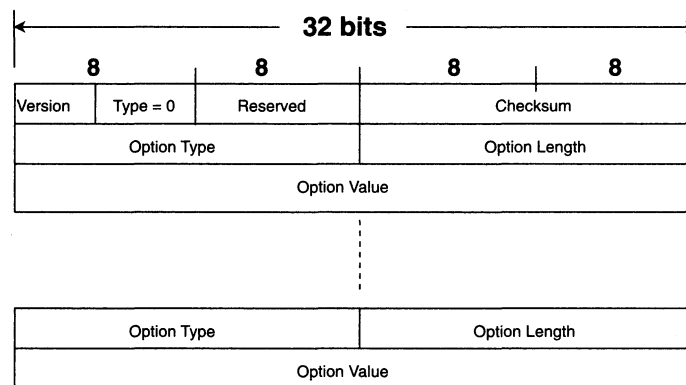 32 bits
8 8 8 8
Version Type = 0 Reserved Checksum
Option Type Option Length
Option Value
Option Type Option Length
Option Value